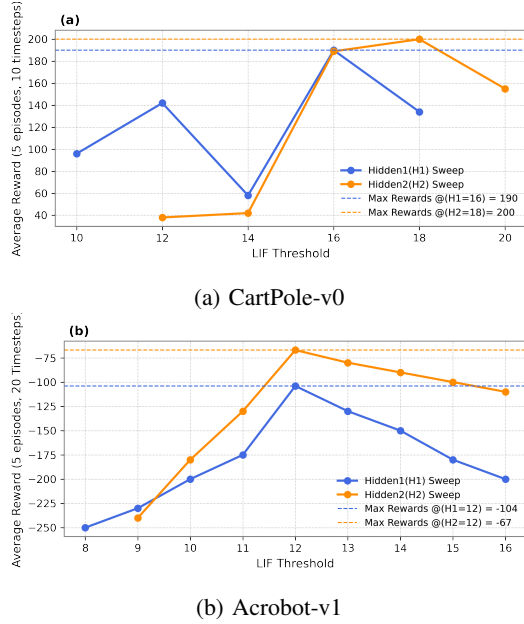 (a)
200
180
160
140
120
100
80
60
40
Average Reward (5 episodes, 10 timesteps)
Hidden1(H1) Sweep
Hidden2(H2) Sweep
Max Rewards @(H1=16) = 190
Max Rewards @(H2=18)= 200
10 12 14 16 18 20
LIF Threshold
(a) CartPole-v0
(b)
−75
−100
−125
−150
−175
−200
−225
−250
Average Reward (5 episodes, 20 Timesteps)
Hidden1(H1) Sweep
Hidden2(H2) Sweep
Max Rewards @(H1=12) = -104
Max Rewards @(H2=12) = -67
8 9 10 11 12 13 14 15 16
LIF Threshold
(b) Acrobot-v1